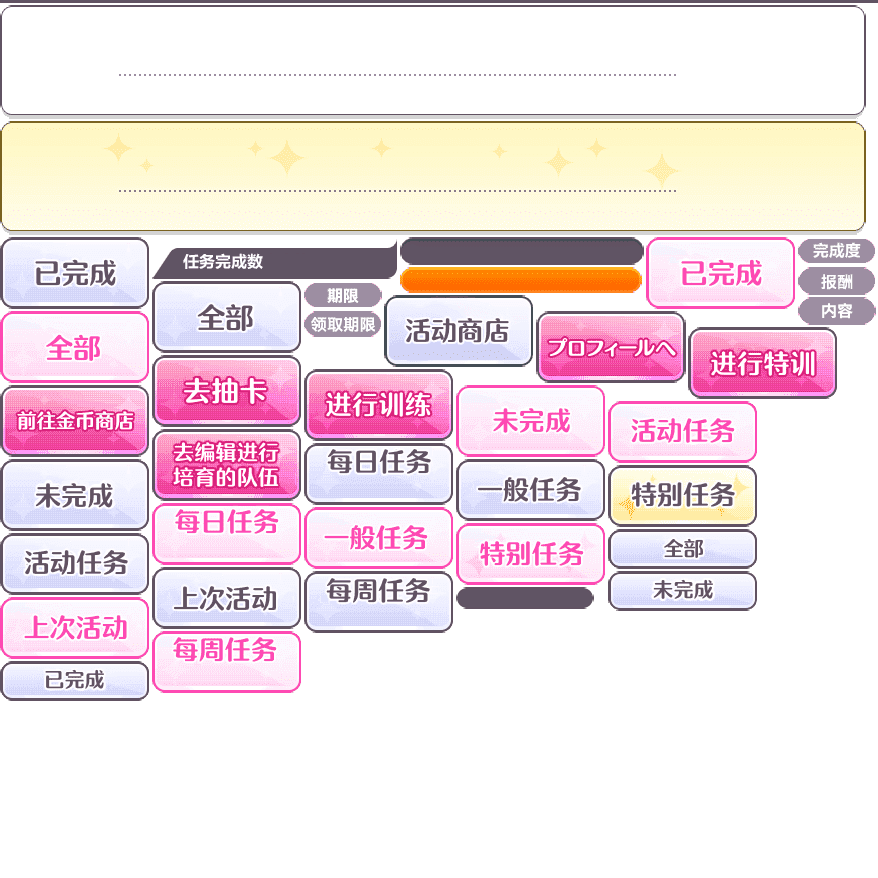 已完成
任务完成数
已完成
完成度
报酬
内容
全部
全部
期限
领取期限
活动商店
プロフィールへ
进行特训
前往金币商店
去抽卡
进行训练
未完成
活动任务
未完成
去编辑进行
培育的队伍
每日任务
一般任务
特别任务
活动任务
每日任务
一般任务
特别任务
全部
上次活动
上次活动
每周任务
未完成
已完成
每周任务